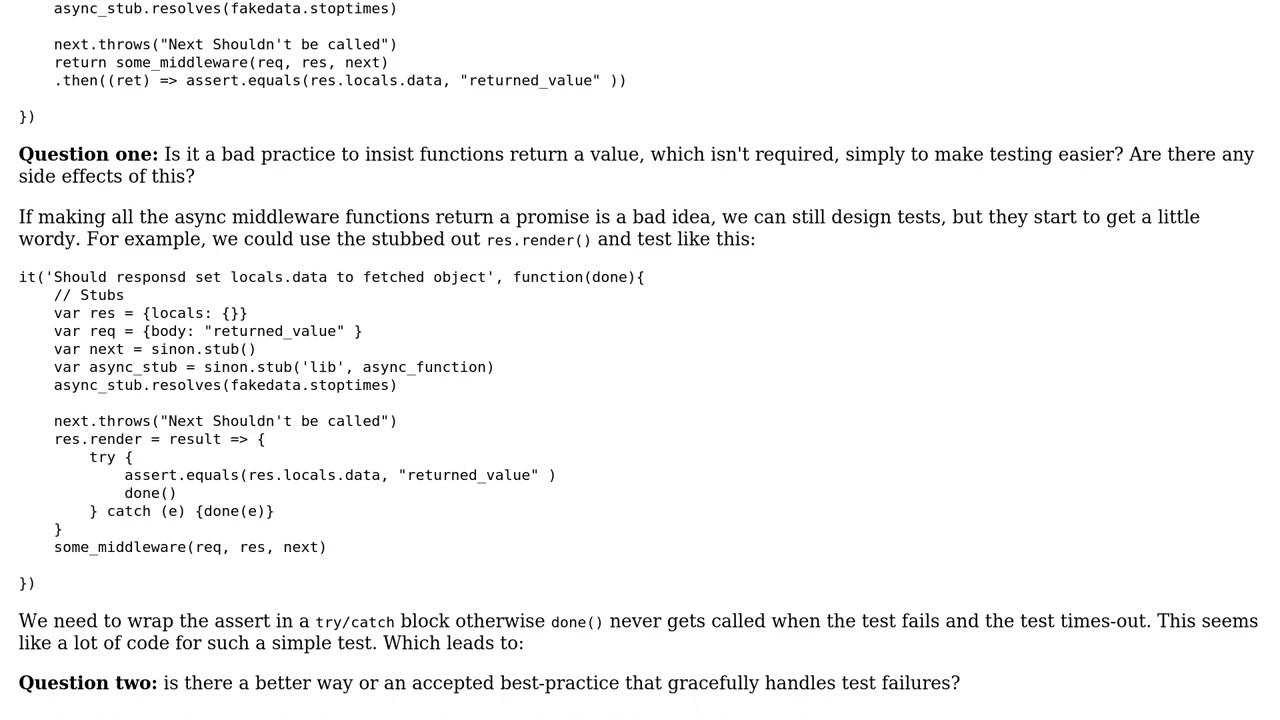 async_stub.resolves(fakedata.stoptimes)
next.throws("Next Shouldn't be called")
return some_middleware(req, res, next)
.then((ret) => assert.equals(res.locals.data, "returned_value" ))
})
Question one: Is it a bad practice to insist functions return a value, which isn't required, simply to make testing easier? Are there any
side effects of this?
If making all the async middleware functions return a promise is a bad idea, we can still design tests, but they start to get a little
wordy. For example, we could use the stubbed out res.render() and test like this:
it('Should responsd set locals.data to fetched object', function(done){
// Stubs
var res = {locals: {}}
var req = {body: "returned_value" }
var next = sinon.stub()
var async_stub = sinon.stub('lib', async_function)
async_stub.resolves(fakedata.stoptimes)
next.throws("Next Shouldn't be called")
res.render = result => {
try {
assert.equals(res.locals.data, "returned_value" )
done()
} catch (e) {done(e)}
}
some_middleware(req, res, next)
})
We need to wrap the assert in a try/catch block otherwise done() never gets called when the test fails and the test times-out. This seems
like a lot of code for such a simple test. Which leads to:
Question two: is there a better way or an accepted best-practice that gracefully handles test failures?